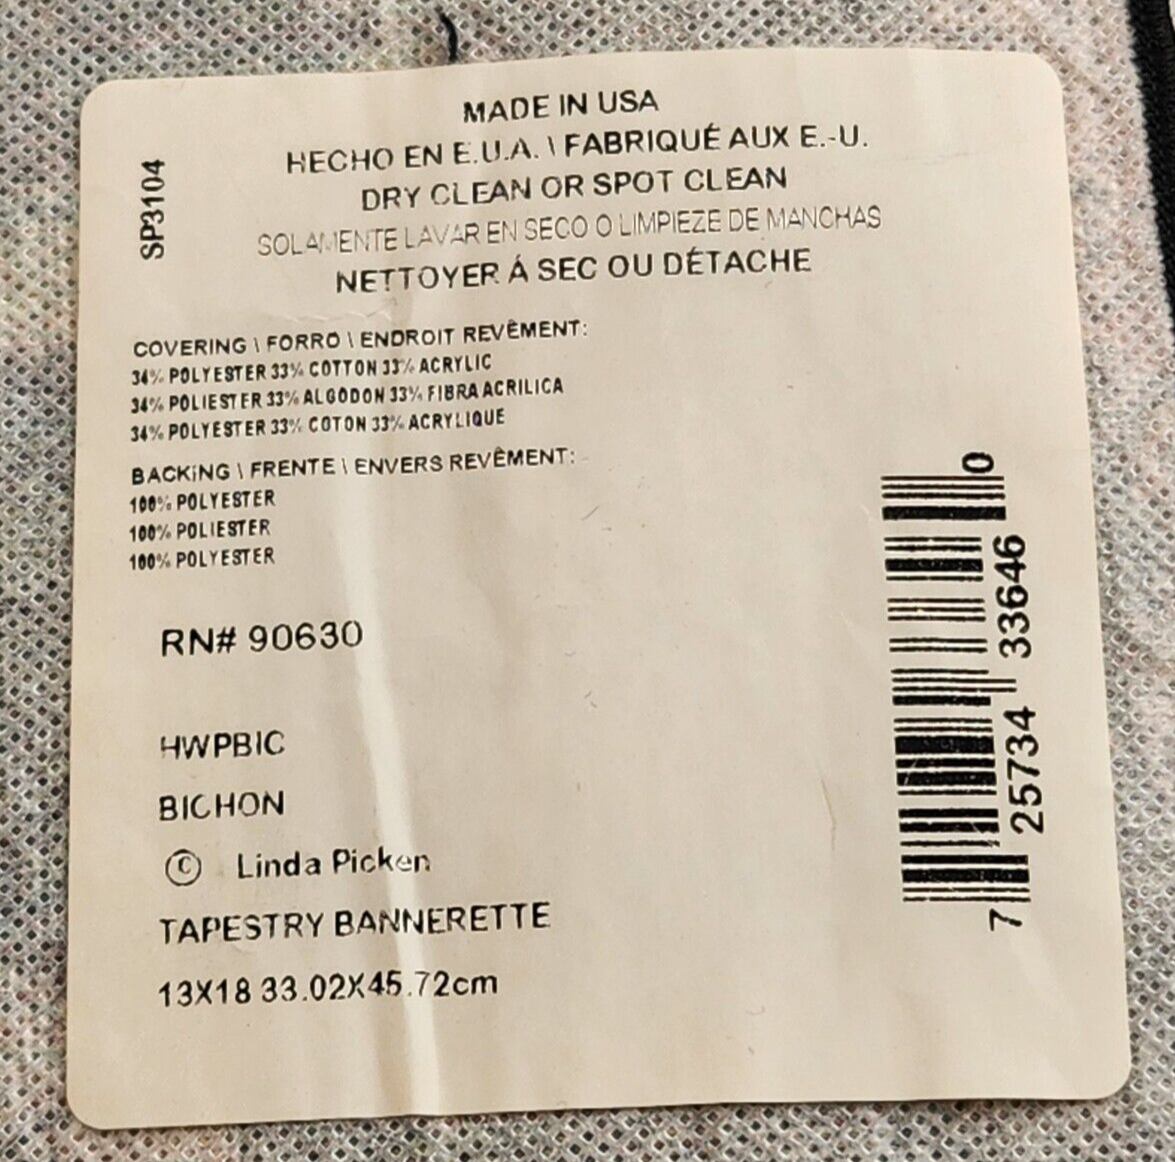 MADE IN USA
HECHO EN E.U.A. \ FABRIQUÉ AUX E.-U.
DRY CLEAN OR SPOT CLEAN
SOLAMENTE LAVAR EN SECO O LIMPIEZE DE MANCHAS
NETTOYER Á SEC OU DÉTACHE
SP3104
COVERING \ FORRO \ ENDROIT REVÊMENT:
34% POLYESTER 33% COTTON 33% ACRYLIC
34% POLIESTER 33% ALGODON 33% FIBRA ACRILICA
34% POLYESTER 33% COTON 33% ACRYLIQUE
BACKING \ FRENTE \ ENVERS REVÊMENT:
100% POLYESTER
100% POLIESTER
100% POLYESTER
RN# 90630
HWPBIC
BICHON
© Linda Picken
TAPESTRY BANNERETTE
13X18 33.02X45.72cm
7 25734 33646 0